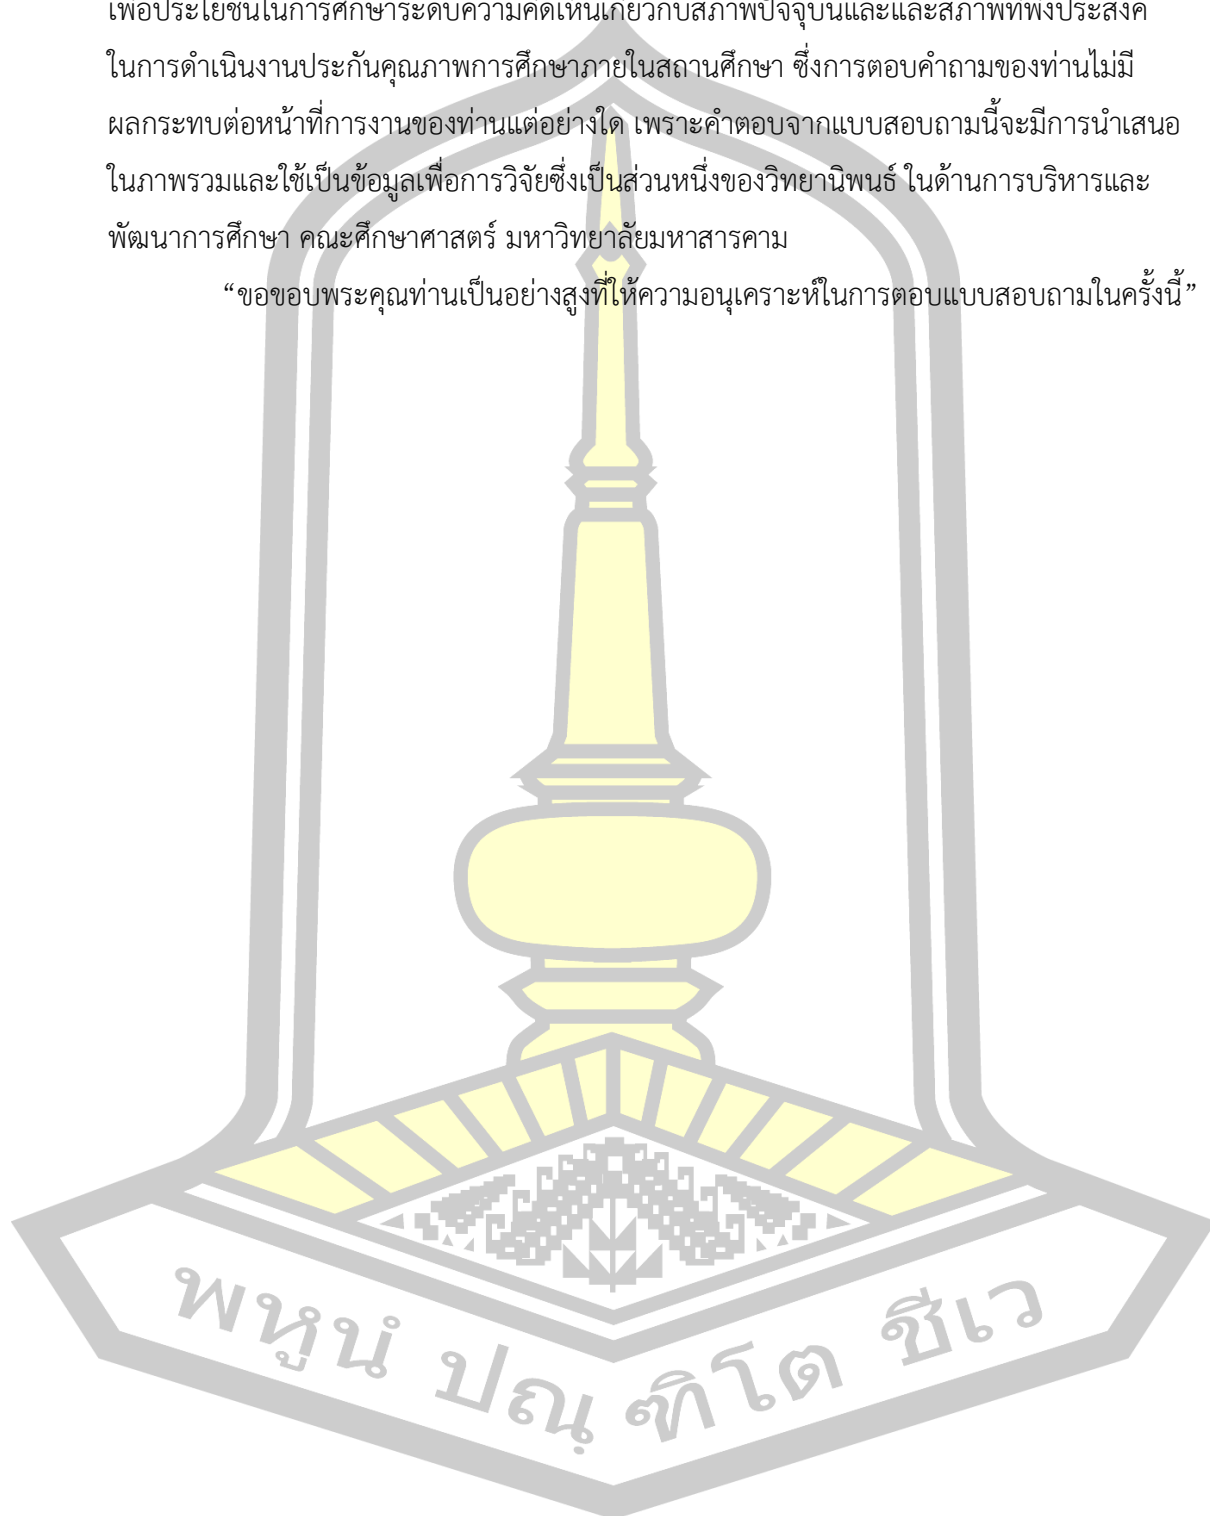 เพื่อประโยชน์ในการศึกษาระดับความคิดเห็นเกี่ยวกับสภาพปัจจุบันและและสภาพที่พึงประสงค์
ในการดำเนินงานประกันคุณภาพการศึกษาภายในสถานศึกษา ซึ่งการตอบคำถามของท่านไม่มี
ผลกระทบต่อหน้าที่การงานของท่านแต่อย่างใด เพราะคำตอบจากแบบสอบถามนี้จะมีการนำเสนอ
ในภาพรวมและใช้เป็นข้อมูลเพื่อการวิจัยซึ่งเป็นส่วนหนึ่งของวิทยานิพนธ์ ในด้านการบริหารและ
พัฒนาการศึกษา คณะศึกษาศาสตร์ มหาวิทยาลัยมหาสารคาม
“ขอขอบพระคุณท่านเป็นอย่างสูงที่ให้ความอนุเคราะห์ในการตอบแบบสอบถามในครั้งนี้”
พหูนํ ปณฺฑิโต ชีเว